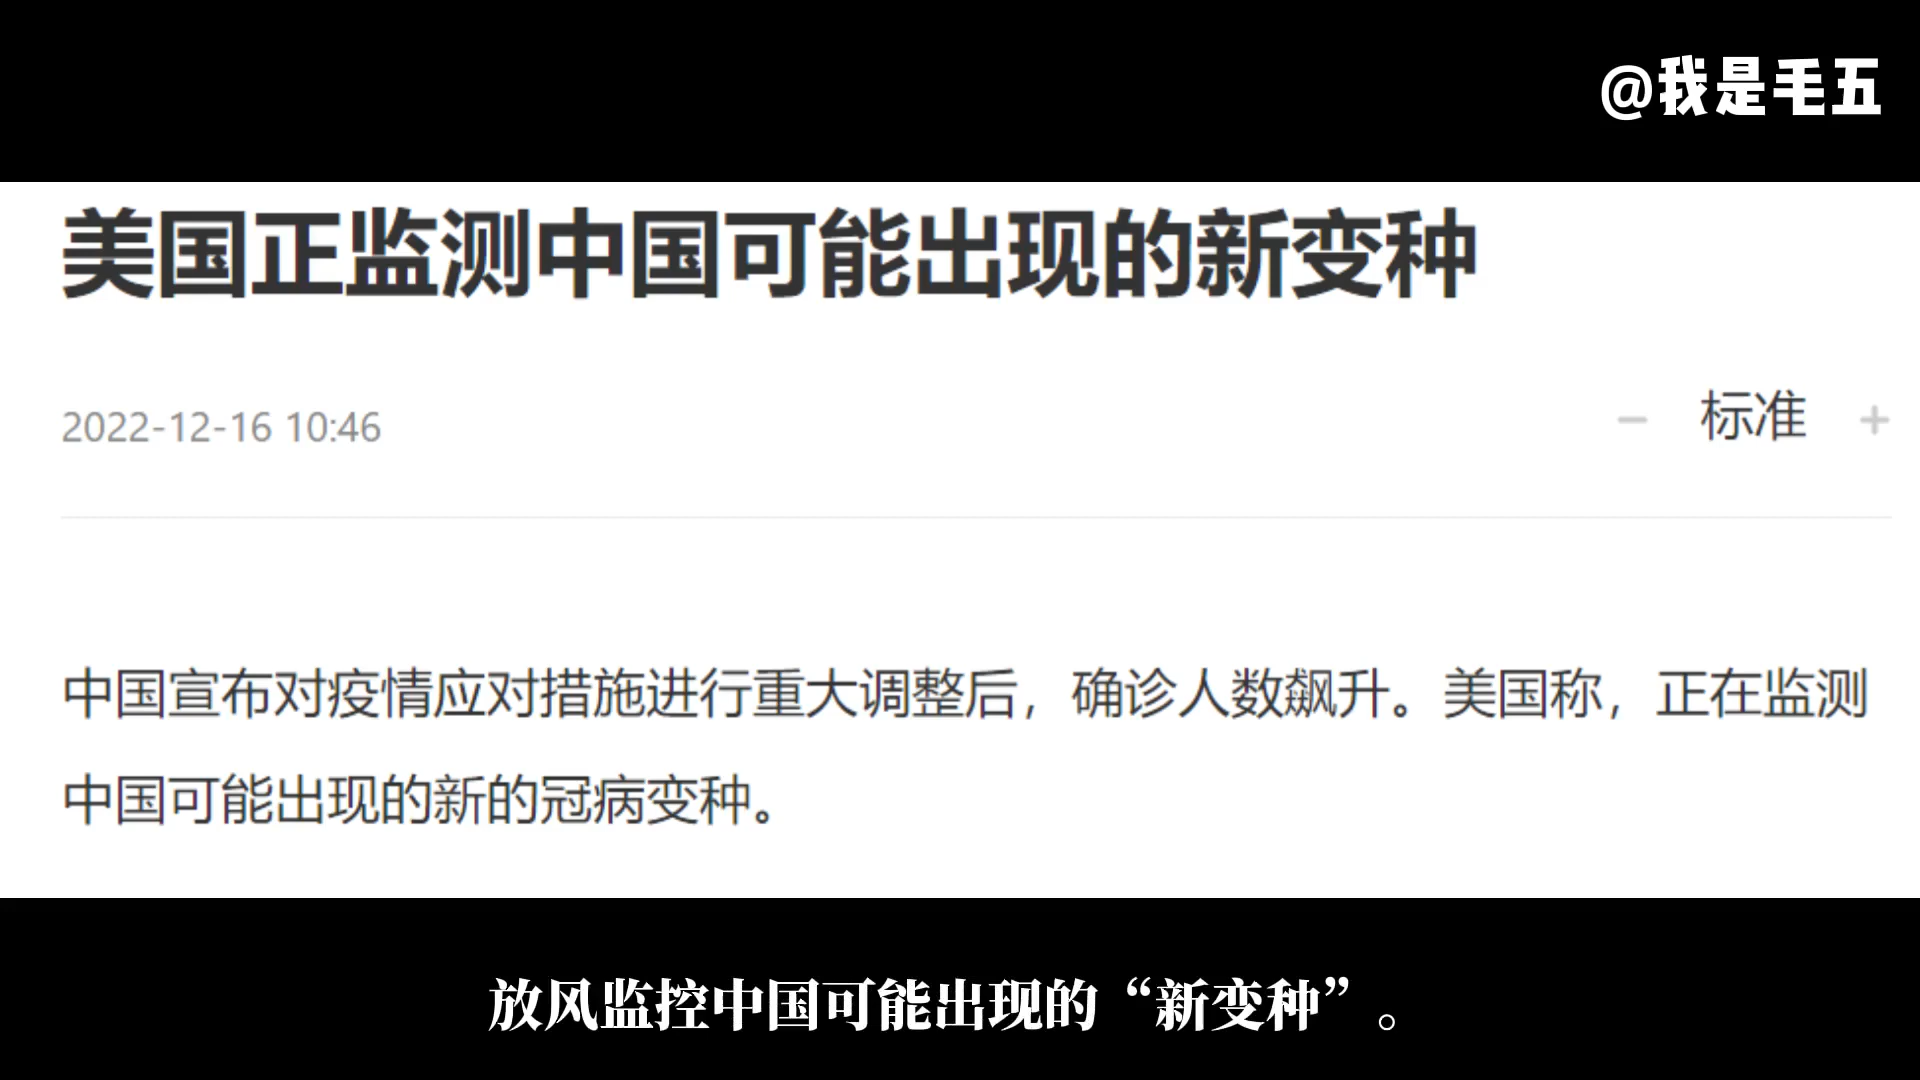 @我是毛五
美国正监测中国可能出现的新变种
2022-12-16 10:46
− 标准 +
中国宣布对疫情应对措施进行重大调整后，确诊人数飙升。美国称，正在监测
中国可能出现的新的冠病变种。
放风监控中国可能出现的“新变种”。